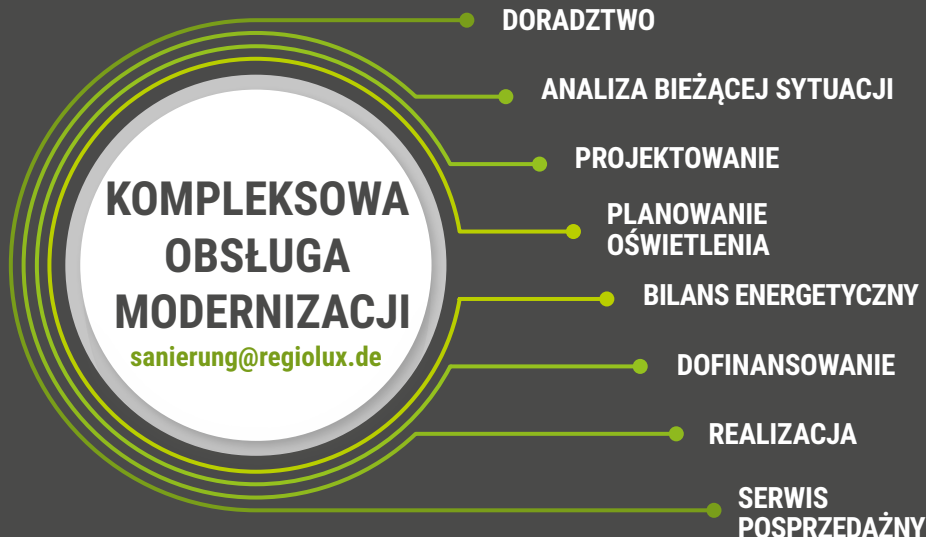 DORADZTWO
ANALIZA BIEŻĄCEJ SYTUACJI
PROJEKTOWANIE
PLANOWANIE
OŚWIETLENIA
KOMPLEKSOWA
OBSŁUGA
MODERNIZACJI
sanierung@regiolux.de
BILANS ENERGETYCZNY
DOFINANSOWANIE
REALIZACJA
SERWIS
POSPRZEDAŻNY